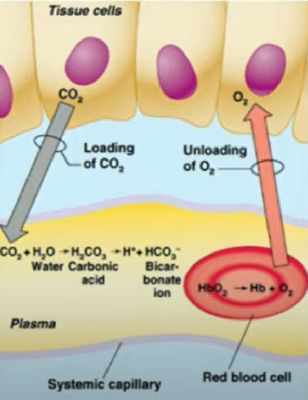 Tissue cells
CO₂
O₂
Loading
of CO₂
Unloading
of O₂
CO₂ + H₂O → H₂CO₃ → H⁺ + HCO₃⁻
Water Carbonic
acid
Bicar-
bonate
ion
HbO₂ → Hb + O₂
Plasma
Systemic capillary
Red blood cell